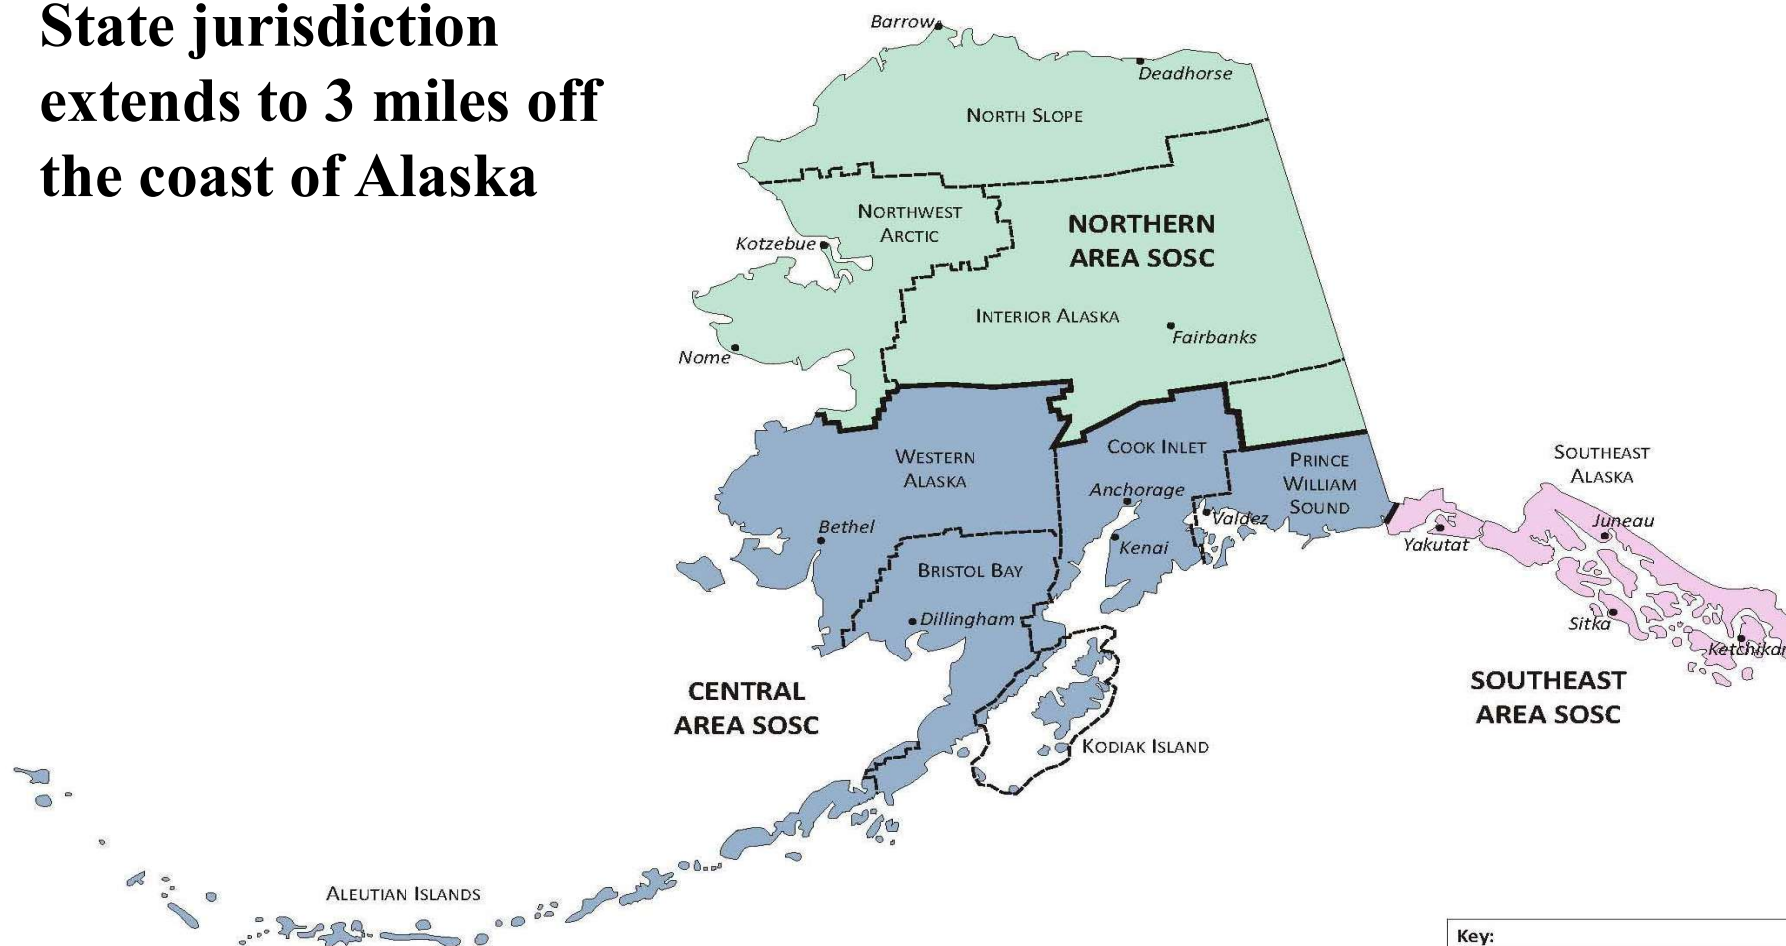 State jurisdiction
extends to 3 miles off
the coast of Alaska
Barrow
Deadhorse
NORTH SLOPE
NORTHWEST
ARCTIC
NORTHERN
AREA SOSC
Kotzebue
INTERIOR ALASKA
Fairbanks
Nome
WESTERN
ALASKA
COOK INLET
PRINCE
WILLIAM
SOUND
SOUTHEAST
ALASKA
Anchorage
Valdez
Juneau
Bethel
Kenai
Yakutat
BRISTOL BAY
Dillingham
Sitka
Ketchikan
CENTRAL
AREA SOSC
SOUTHEAST
AREA SOSC
KODIAK ISLAND
ALEUTIAN ISLANDS
Key: